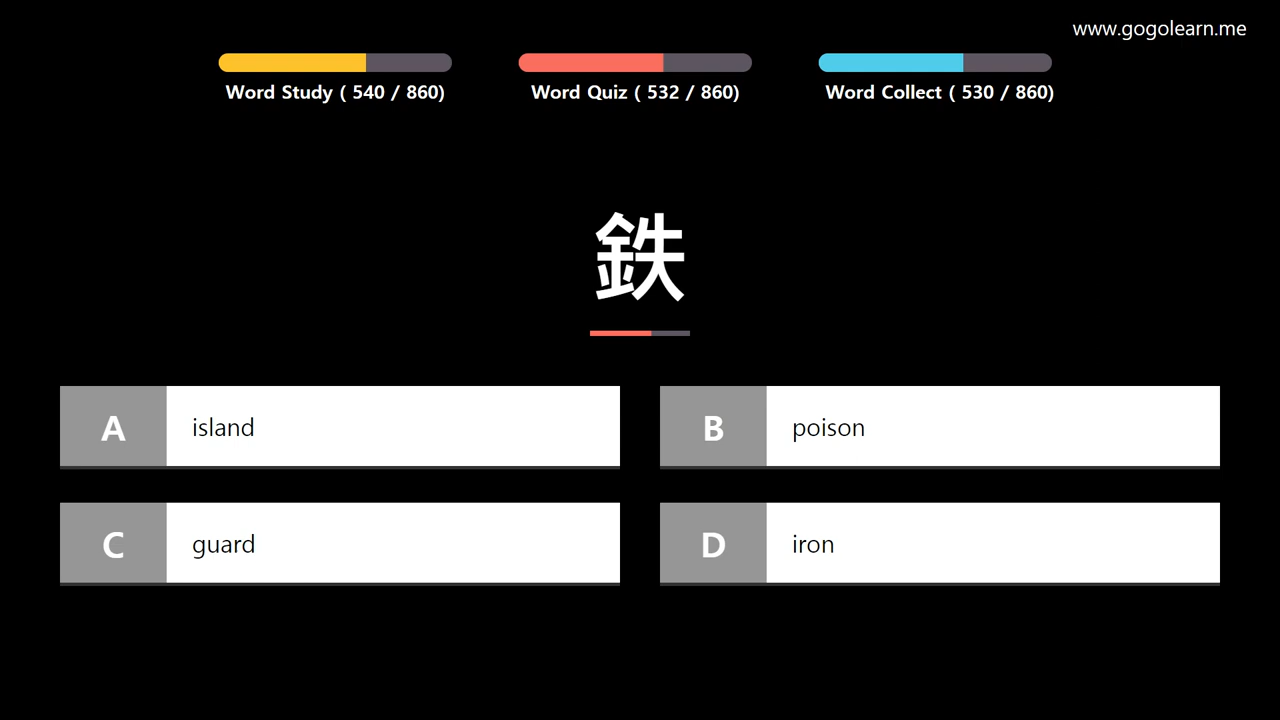 www.gogolearn.me
Word Study ( 540 / 860)
Word Quiz ( 532 / 860)
Word Collect ( 530 / 860)
鉄
A island
B poison
C guard
D iron